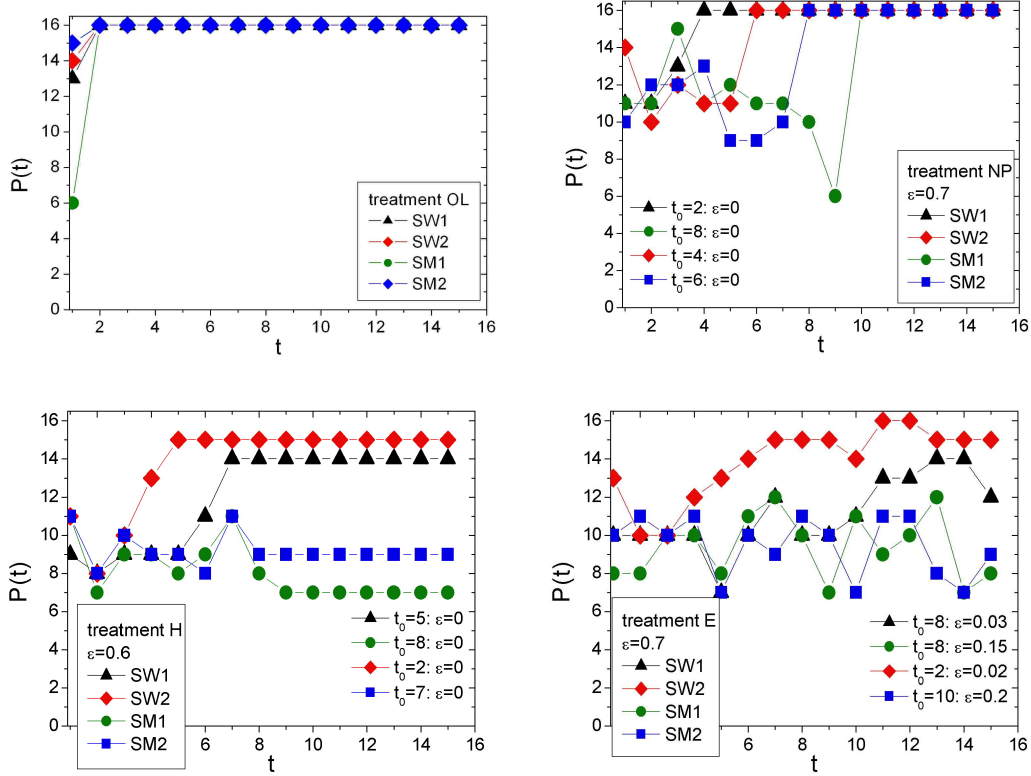 P(t)
16
14
12
10
8
6
4
2
0
treatment OL
SW1
SW2
SM1
SM2
2 4 6 8 10 12 14 16
t
P(t)
16
14
12
10
8
6
4
2
0
t₀=2: ε=0
t₀=8: ε=0
t₀=4: ε=0
t₀=6: ε=0
treatment NP
ε=0.7
SW1
SW2
SM1
SM2
2 4 6 8 10 12 14 16
t
P(t)
16
14
12
10
8
6
4
2
0
treatment H
ε=0.6
SW1
SW2
SM1
SM2
t₀=5: ε=0
t₀=8: ε=0
t₀=2: ε=0
t₀=7: ε=0
6 8 10 12 14 16
t
P(t)
16
14
12
10
8
6
4
2
0
treatment E
ε=0.7
SW1
SW2
SM1
SM2
t₀=8: ε=0.03
t₀=8: ε=0.15
t₀=2: ε=0.02
t₀=10: ε=0.2
6 8 10 12 14 16
t